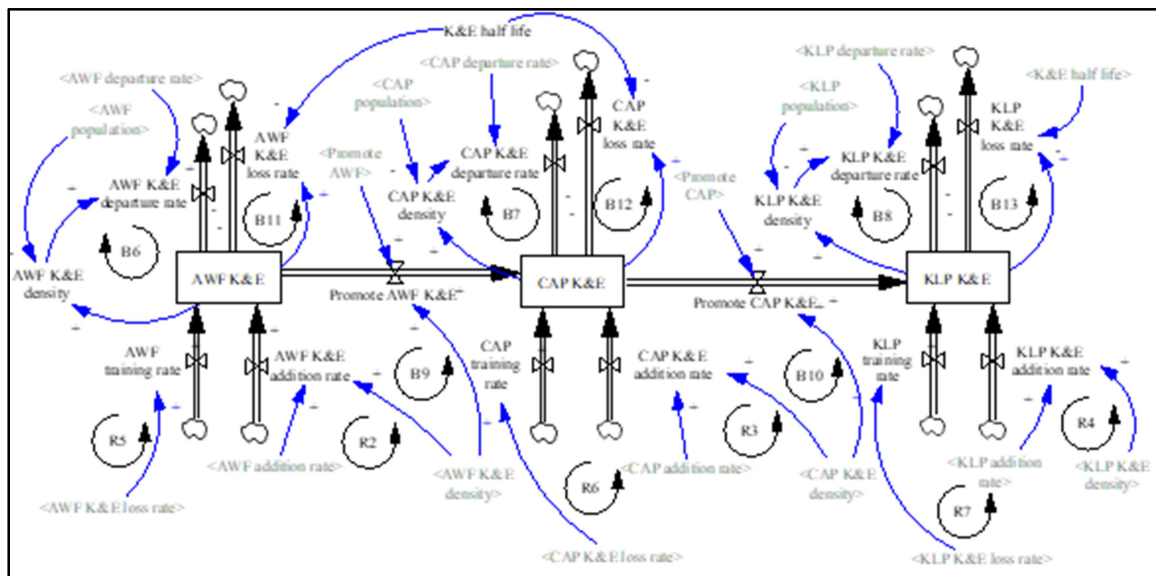 K&E half life
<AWF departure rate>
<AWF
population>
<CAP departure rate>
<CAP
population>
<KLP departure rate>
<KLP
population>
<K&E half life>
AWF
K&E
loss rate
<Promote
AWF>
CAP
K&E
loss rate
<Promote
CAP>
KLP
K&E
loss rate
AWF K&E
departure rate
CAP K&E
departure rate
KLP K&E
departure rate
CAP K&E
density
KLP K&E
density
B11
B7
B12
B8
B13
B6
AWF K&E
density
AWF K&E
Promote AWF K&E
CAP K&E
Promote CAP K&E
KLP K&E
AWF
training rate
AWF K&E
addition rate
B9
CAP
training
rate
CAP K&E
addition rate
B10
KLP
training
rate
KLP K&E
addition rate
R5
R2
R3
R4
<AWF addition rate>
<AWF K&E
density>
R6
<CAP addition rate>
<CAP K&E
density>
<KLP addition
rate>
<KLP K&E
density>
<AWF K&E loss rate>
R7
<CAP K&E loss rate>
<KLP K&E loss rate>